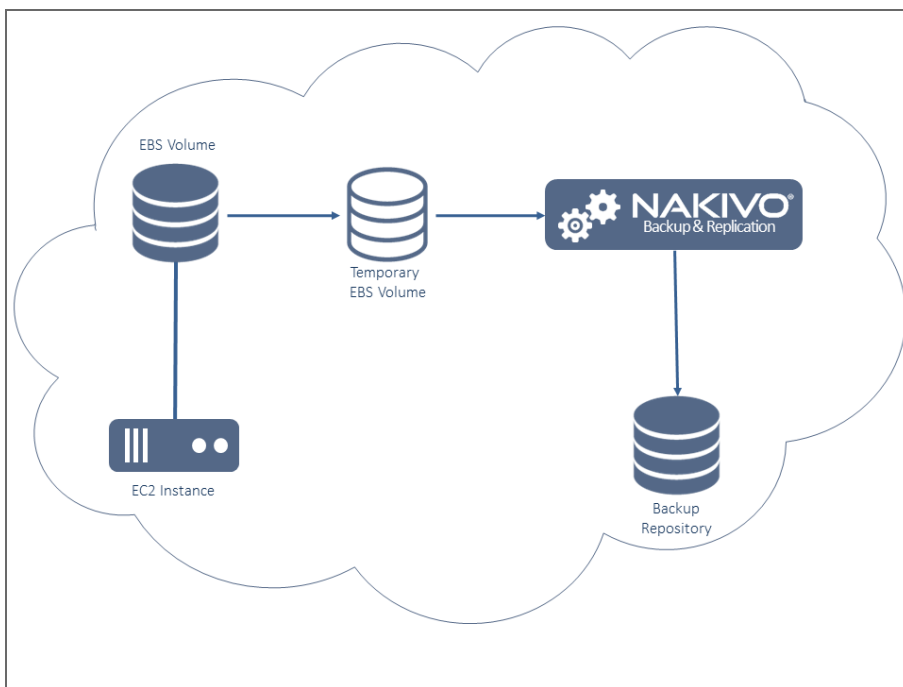 EBS Volume
NAKIVO®
Backup & Replication
Temporary
EBS Volume
EC2 Instance
Backup
Repository